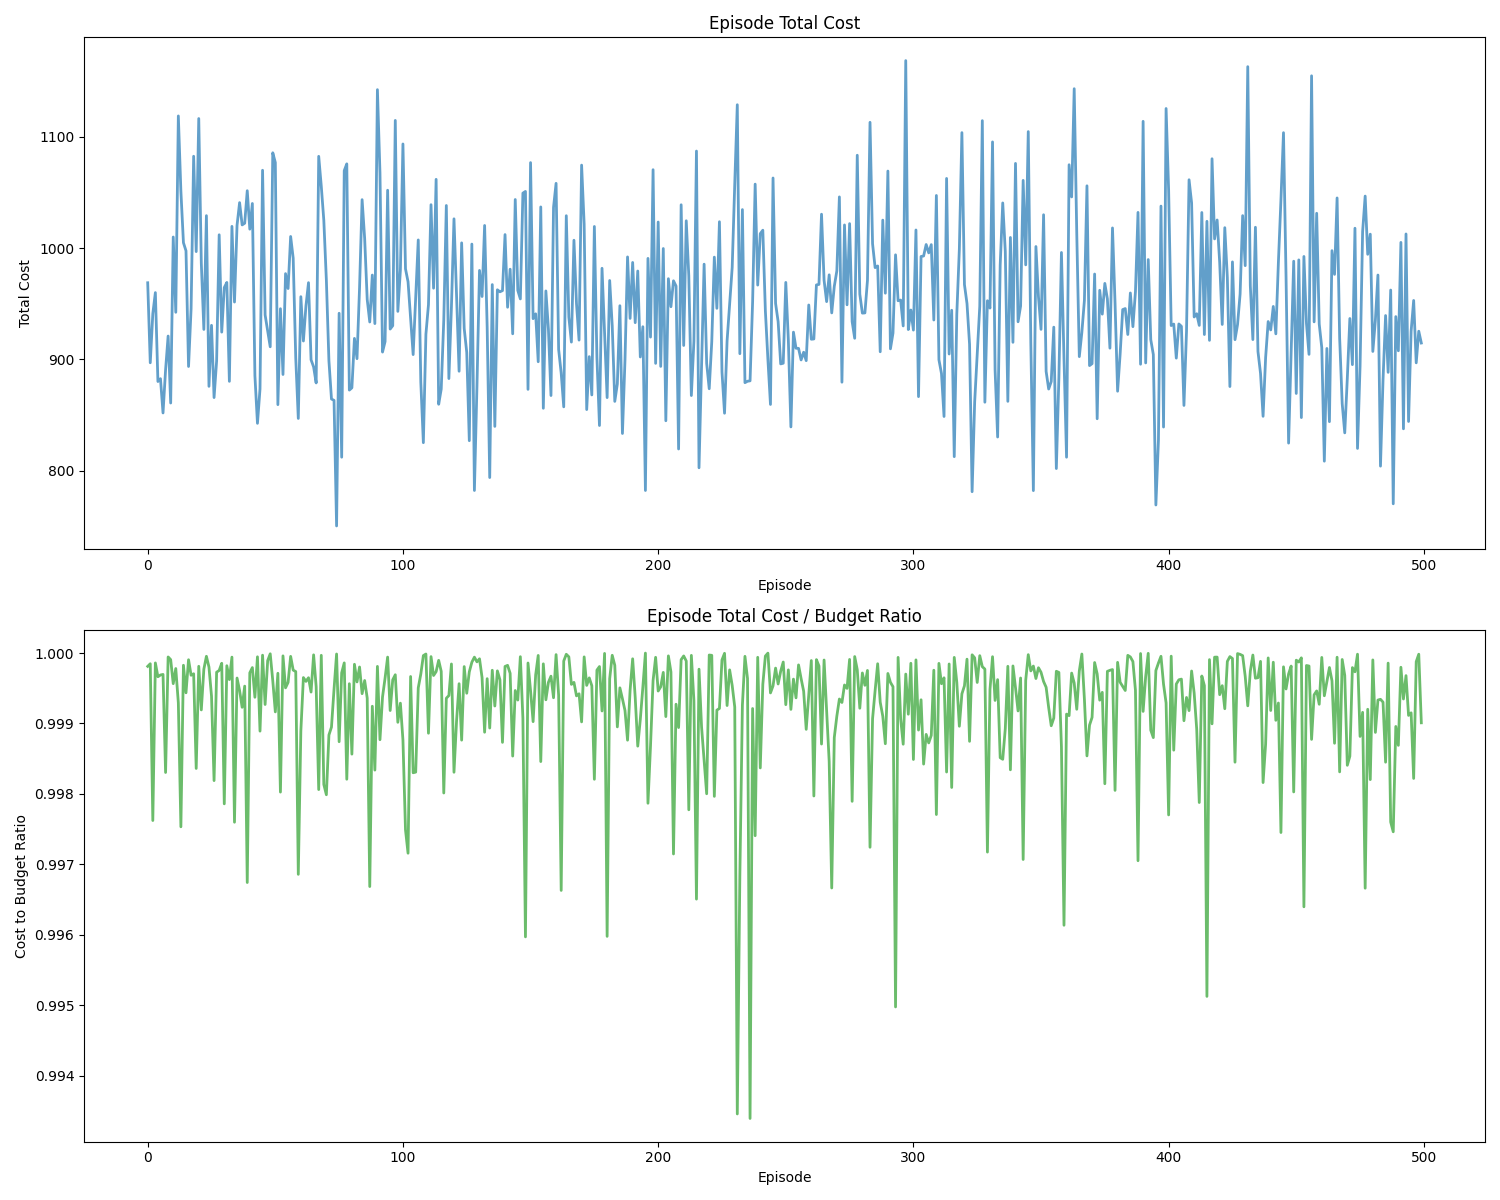 Episode Total Cost
1100
1000
900
800
Total Cost
0 100 200 300 400 500
Episode
Episode Total Cost / Budget Ratio
1.000
0.999
0.998
0.997
0.996
0.995
0.994
Cost to Budget Ratio
0 100 200 300 400 500
Episode